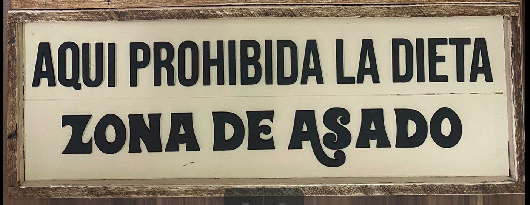 AQUI PROHIBIDA LA DIETA
ZONA DE ASADO